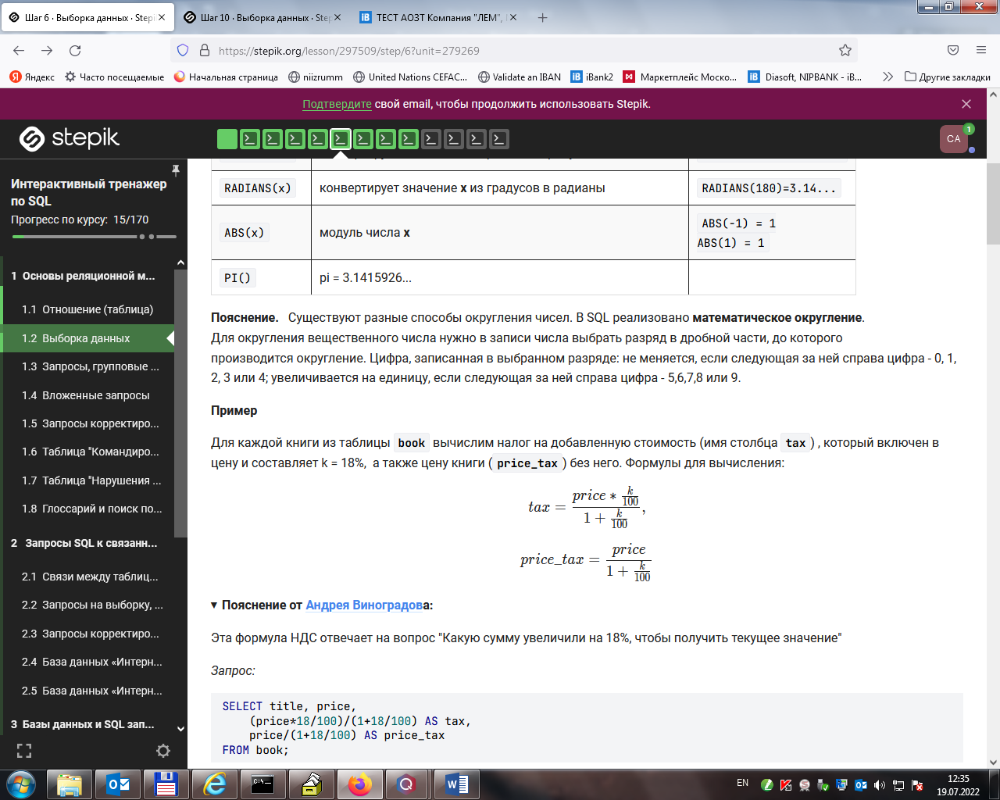 Шаг 6 · Выборка данных · Step
Шаг 10 · Выборка данных · Ste
ТЕСТ АОЗТ Компания "ЛЕМ",
https://stepik.org/lesson/297509/step/6?unit=279269
Яндекс
Часто посещаемые
Начальная страница
niizrumm
United Nations CEFAC...
Validate an IBAN
iBank2
Маркетплейс Моско...
Diasoft, NIPBANK - iB...
Другие закладки
Подтвердите свой email, чтобы продолжить использовать Stepik.
stepik
CA
1
Интерактивный тренажер
по SQL
Прогресс по курсу: 15/170
1 Основы реляционной м...
1.1 Отношение (таблица)
1.2 Выборка данных
1.3 Запросы, групповые ...
1.4 Вложенные запросы
1.5 Запросы корректиро...
1.6 Таблица "Командиро...
1.7 Таблица "Нарушения ...
1.8 Глоссарий и поиск по...
2 Запросы SQL к связанн...
2.1 Связи между таблиц...
2.2 Запросы на выборку, ...
2.3 Запросы корректиро...
2.4 База данных «Интерн...
2.5 База данных «Интерн...
3 Базы данных и SQL зап...
RADIANS(x) конвертирует значение x из градусов в радианы RADIANS(180)=3.14...
ABS(x) модуль числа x ABS(-1) = 1
ABS(1) = 1
PI() pi = 3.1415926...
Пояснение. Существуют разные способы округления чисел. В SQL реализовано математическое округление.
Для округления вещественного числа нужно в записи числа выбрать разряд в дробной части, до которого
производится округление. Цифра, записанная в выбранном разряде: не меняется, если следующая за ней справа цифра - 0, 1,
2, 3 или 4; увеличивается на единицу, если следующая за ней справа цифра - 5,6,7,8 или 9.
Пример
Для каждой книги из таблицы book вычислим налог на добавленную стоимость (имя столбца tax) , который включен в
цену и составляет k = 18%, а также цену книги (price_tax) без него. Формулы для вычисления:
tax = (price * k/100) / (1 + k/100),
price_tax = price / (1 + k/100)
▾ Пояснение от Андрея Виноградова:
Эта формула НДС отвечает на вопрос "Какую сумму увеличили на 18%, чтобы получить текущее значение"
Запрос:
SELECT title, price,
(price*18/100)/(1+18/100) AS tax,
price/(1+18/100) AS price_tax
FROM book;
EN
12:35
19.07.2022